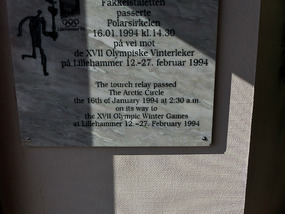 Fakkelstafetten
passerte
Polarsirkelen
16.01.1994 kl.14.30
på vei mot
de XVII Olympiske Vinterleker
på Lillehammer 12.-27. februar 1994
The tourch relay passed
The Arctic Circle
the 16th of January 1994 at 2:30 a.m.
on its way to
the XVII Olympic Winter Games
at Lillehammer 12.-27. February 1994